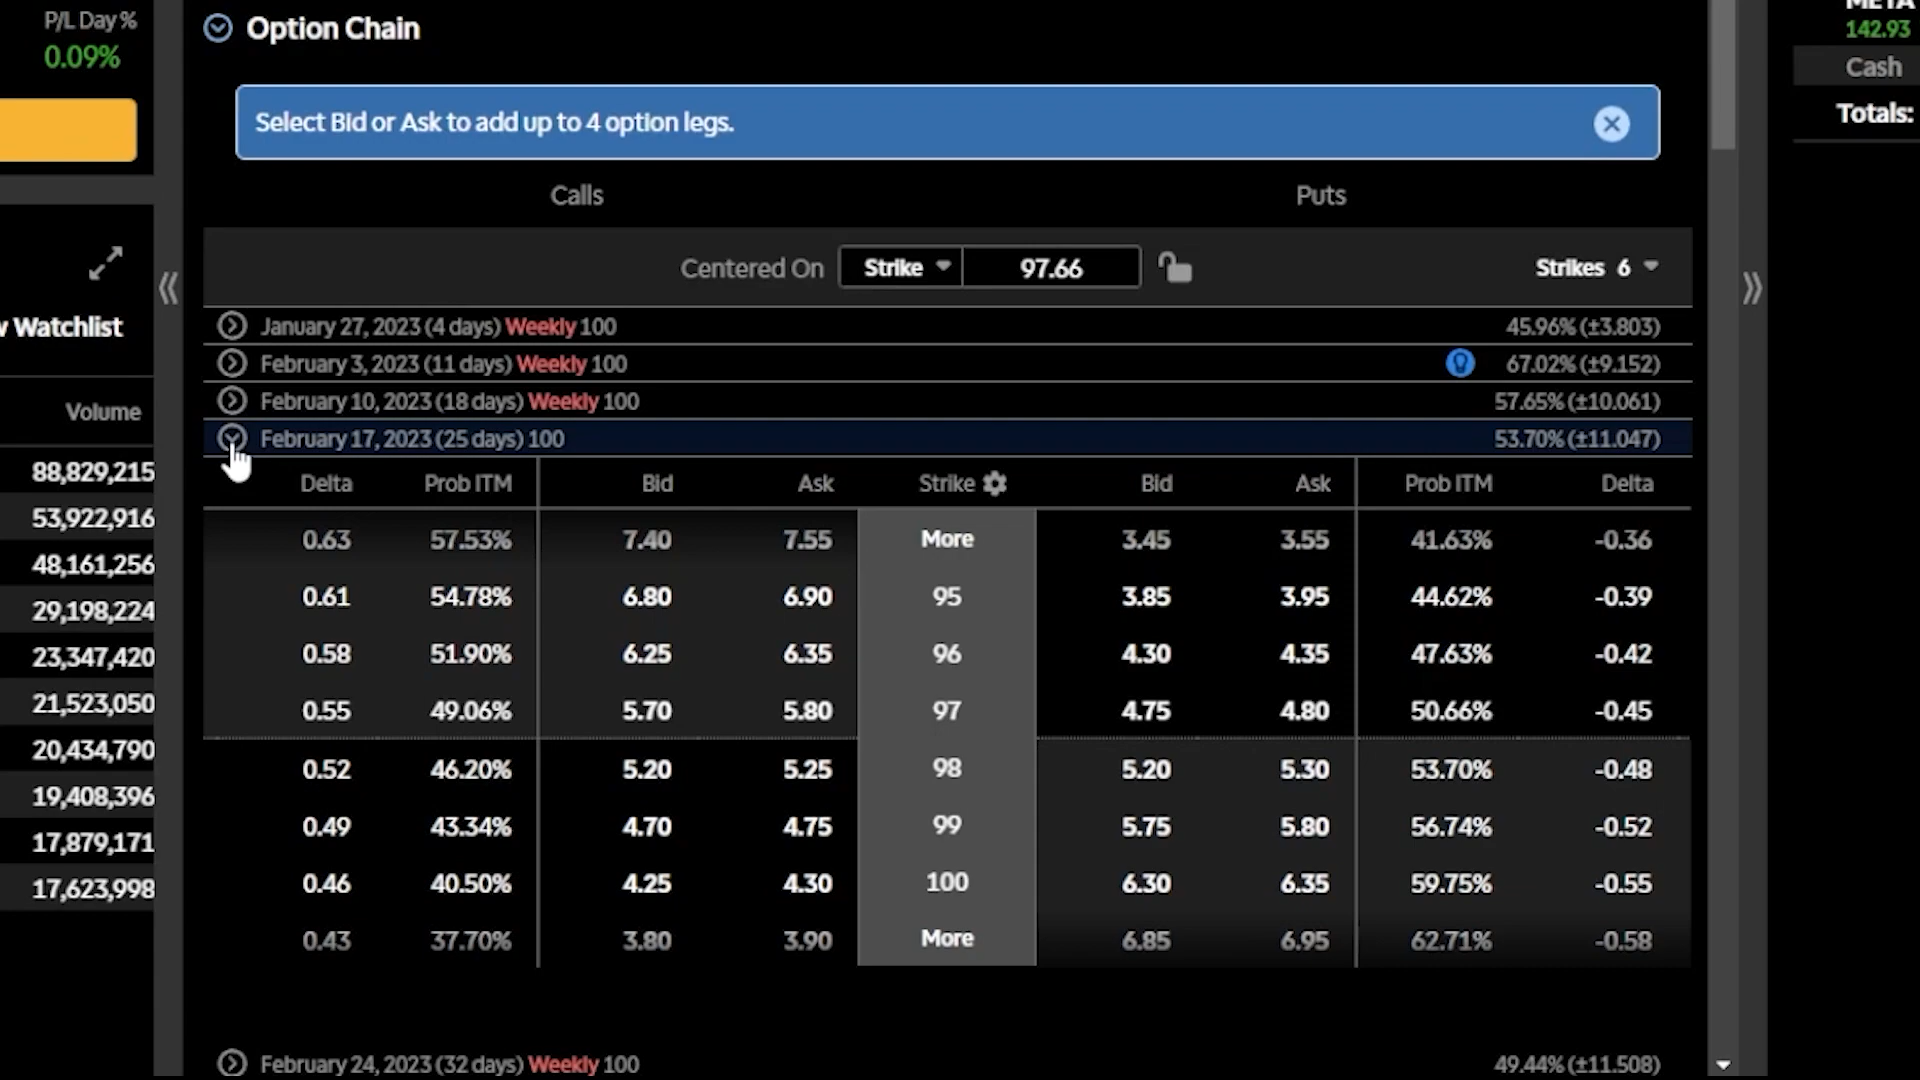 P/L Day %
0.09%
Watchlist
Volume
88,829,215
53,922,916
48,161,256
29,198,224
23,347,420
21,523,050
20,434,790
19,408,396
17,879,171
17,623,998
Option Chain
Select Bid or Ask to add up to 4 option legs.
Calls Puts
Centered On Strike 97.66 Strikes 6
January 27, 2023 (4 days) Weekly 100 45.96% (±3.803)
February 3, 2023 (11 days) Weekly 100 67.02% (±9.152)
February 10, 2023 (18 days) Weekly 100 57.65% (±10.061)
February 17, 2023 (25 days) 100 53.70% (±11.047)
Delta Prob ITM Bid Ask Strike Bid Ask Prob ITM Delta
0.63 57.53% 7.40 7.55 More 3.45 3.55 41.63% -0.36
0.61 54.78% 6.80 6.90 95 3.85 3.95 44.62% -0.39
0.58 51.90% 6.25 6.35 96 4.30 4.35 47.63% -0.42
0.55 49.06% 5.70 5.80 97 4.75 4.80 50.66% -0.45
0.52 46.20% 5.20 5.25 98 5.20 5.30 53.70% -0.48
0.49 43.34% 4.70 4.75 99 5.75 5.80 56.74% -0.52
0.46 40.50% 4.25 4.30 100 6.30 6.35 59.75% -0.55
0.43 37.70% 3.80 3.90 More 6.85 6.95 62.71% -0.58
February 24, 2023 (32 days) Weekly 100 49.44% (±11.508)
META
142.93
Cash
Totals: